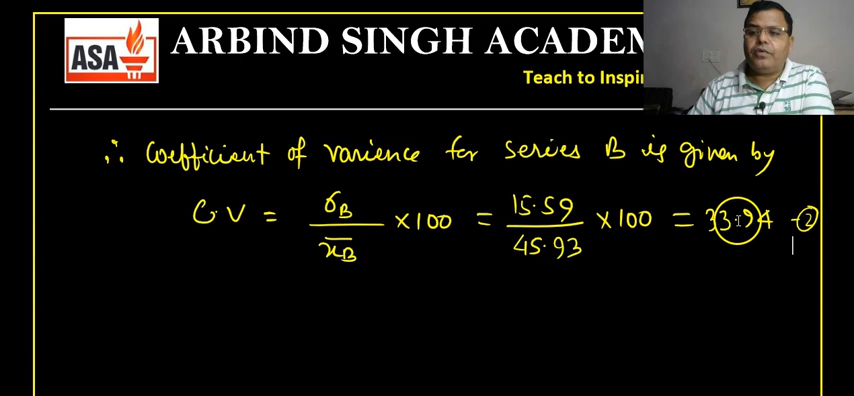 ASA
ARBIND SINGH ACADEM
Teach to Inspi
∴ Coefficient of varience for series B is given by
C.V = σB / x̄B ×100 = 15.59 / 45.93 ×100 = 33.94 -②